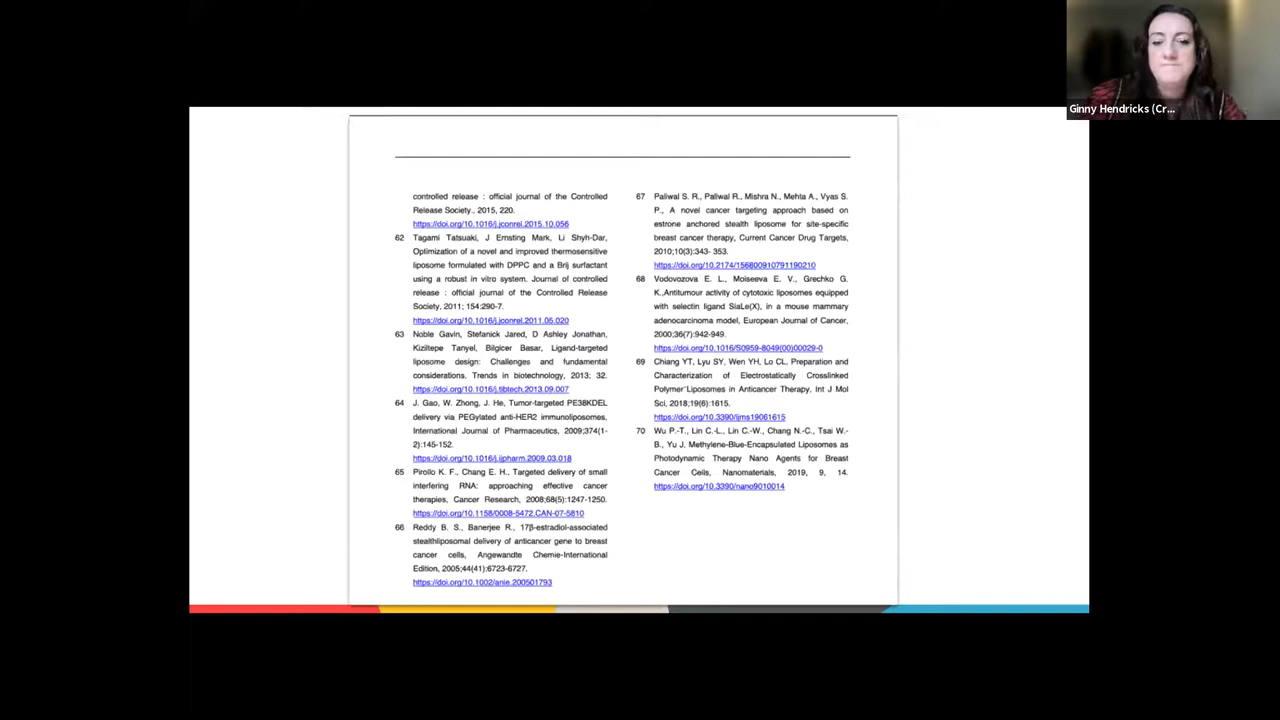 Ginny Hendricks (Cr...
controlled release : official journal of the Controlled
Release Society., 2015, 220.
https://doi.org/10.1016/j.jconrel.2015.10.056
62 Tagami Tatsuaki, J Ernsting Mark, Li Shyh-Dar,
Optimization of a novel and improved thermosensitive
liposome formulated with DPPC and a Brij surfactant
using a robust in vitro system. Journal of controlled
release : official journal of the Controlled Release
Society, 2011; 154:290-7.
https://doi.org/10.1016/j.jconrel.2011.05.020
63 Noble Gavin, Stefanick Jared, D Ashley Jonathan,
Kiziltepe Tanyel, Bilgicer Basar, Ligand-targeted
liposome design: Challenges and fundamental
considerations. Trends in biotechnology, 2013; 32.
https://doi.org/10.1016/j.tibtech.2013.09.007
64 J. Gao, W. Zhong, J. He, Tumor-targeted PE38KDEL
delivery via PEGylated anti-HER2 immunoliposomes,
International Journal of Pharmaceutics, 2009;374(1-
2):145-152.
https://doi.org/10.1016/j.ijpharm.2009.03.018
65 Pirollo K. F., Chang E. H., Targeted delivery of small
interfering RNA: approaching effective cancer
therapies, Cancer Research, 2008;68(5):1247-1250.
https://doi.org/10.1158/0008-5472.CAN-07-5810
66 Reddy B. S., Banerjee R., 17β-estradiol-associated
stealthliposomal delivery of anticancer gene to breast
cancer cells, Angewandte Chemie-International
Edition, 2005;44(41):6723-6727.
https://doi.org/10.1002/anie.200501793
67 Paliwal S. R., Paliwal R., Mishra N., Mehta A., Vyas S.
P., A novel cancer targeting approach based on
estrone anchored stealth liposome for site-specific
breast cancer therapy, Current Cancer Drug Targets,
2010;10(3):343- 353.
https://doi.org/10.2174/156800910791190210
68 Vodovozova E. L., Moiseeva E. V., Grechko G.
K.,Antitumour activity of cytotoxic liposomes equipped
with selectin ligand SiaLe(X), in a mouse mammary
adenocarcinoma model, European Journal of Cancer,
2000;36(7):942-949.
https://doi.org/10.1016/S0959-8049(00)00029-0
69 Chiang YT, Lyu SY, Wen YH, Lo CL, Preparation and
Characterization of Electrostatically Crosslinked
Polymer⁻Liposomes in Anticancer Therapy, Int J Mol
Sci, 2018;19(6):1615.
https://doi.org/10.3390/ijms19061615
70 Wu P.-T., Lin C.-L., Lin C.-W., Chang N.-C., Tsai W.-
B., Yu J. Methylene-Blue-Encapsulated Liposomes as
Photodynamic Therapy Nano Agents for Breast
Cancer Cells, Nanomaterials, 2019, 9, 14.
https://doi.org/10.3390/nano9010014